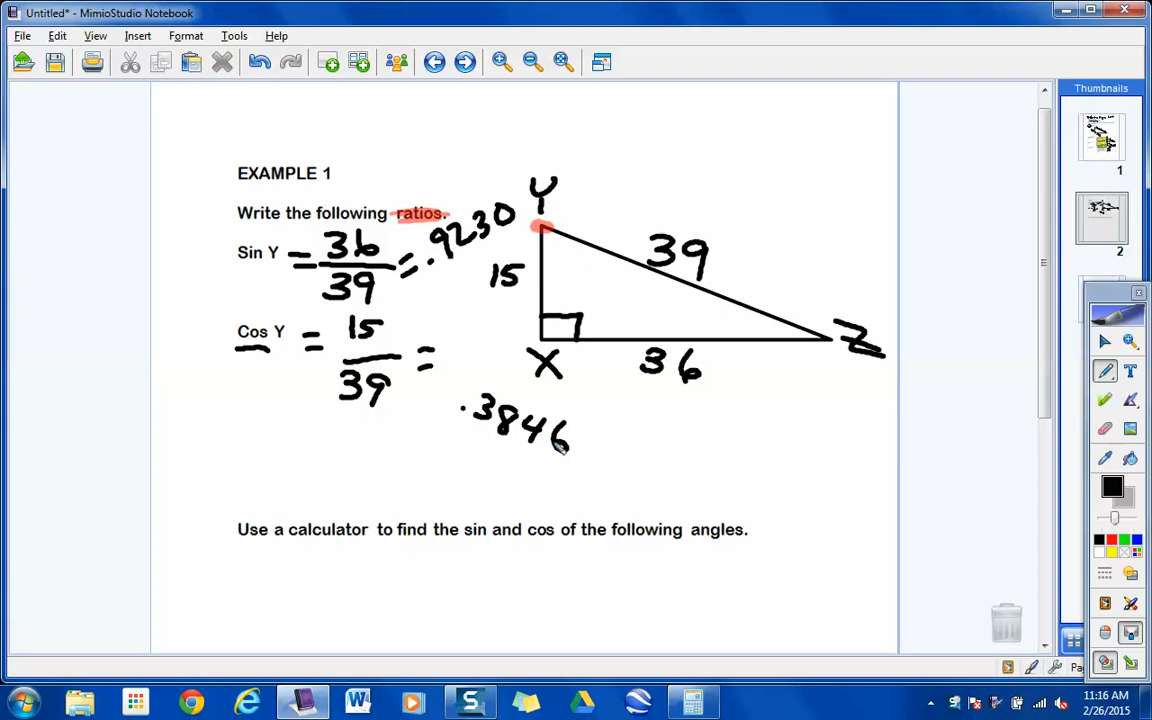 Untitled* - MimioStudio Notebook
File Edit View Insert Format Tools Help
Thumbnails
1
2
EXAMPLE 1
Write the following ratios.
Sin Y = 36/39 = .9230
Cos Y = 15/39 = .3846
Y
15
39
X
36
Z
Use a calculator to find the sin and cos of the following angles.
Pa
11:16 AM
2/26/2015